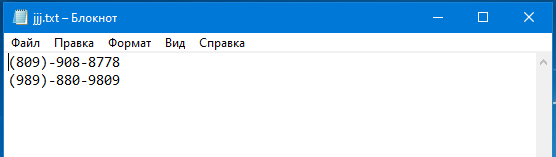 jjj.txt – Блокнот
Файл Правка Формат Вид Справка
(809)-908-8778
(989)-880-9809